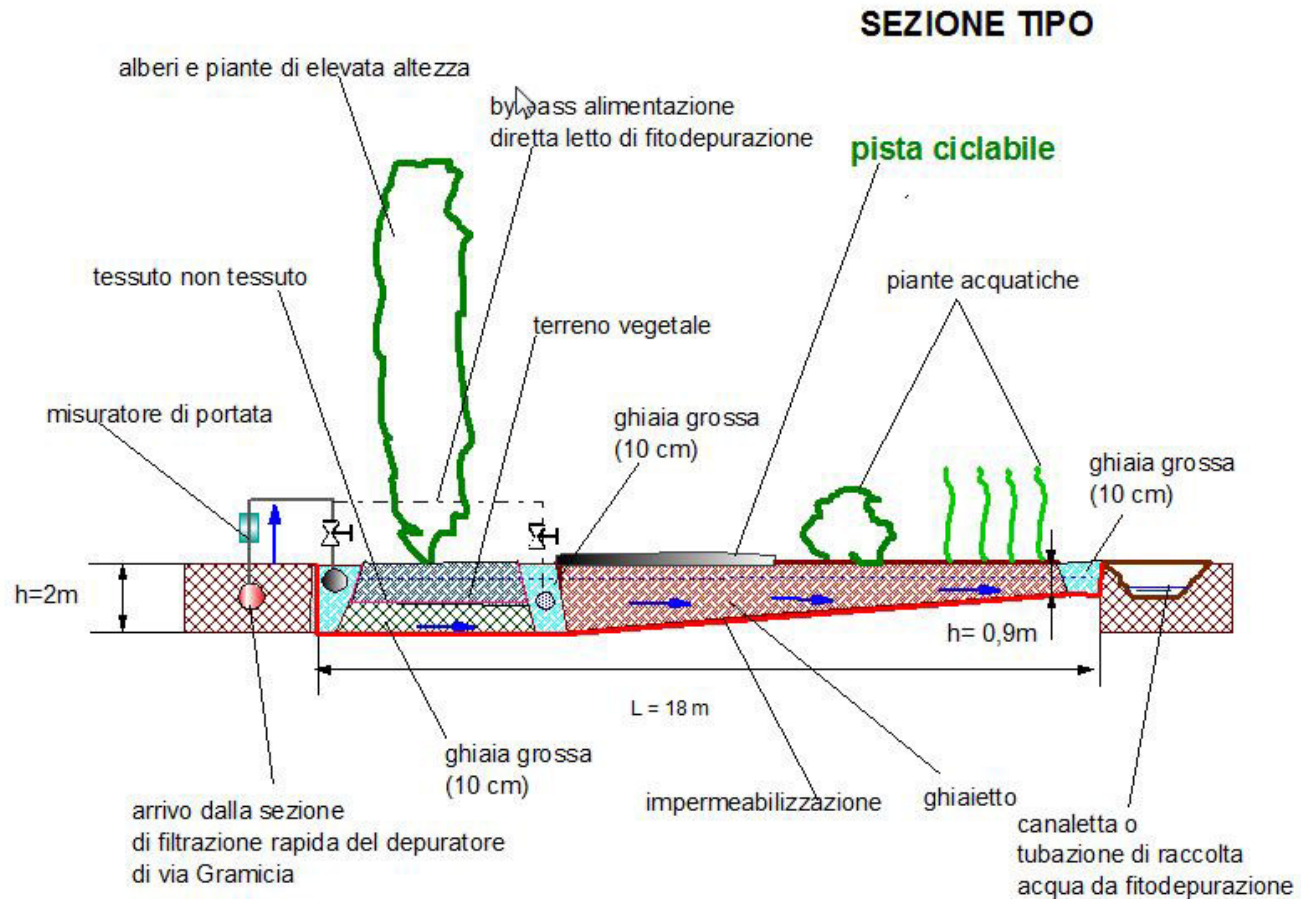 SEZIONE TIPO
alberi e piante di elevata altezza
bypass alimentazione
diretta letto di fitodepurazione
pista ciclabile
tessuto non tessuto
piante acquatiche
terreno vegetale
misuratore di portata
ghiaia grossa
(10 cm)
ghiaia grossa
(10 cm)
h=2m
h= 0,9m
L = 18 m
ghiaia grossa
(10 cm)
impermeabilizzazione
ghiaietto
arrivo dalla sezione
di filtrazione rapida del depuratore
di via Gramicia
canaletta o
tubazione di raccolta
acqua da fitodepurazione